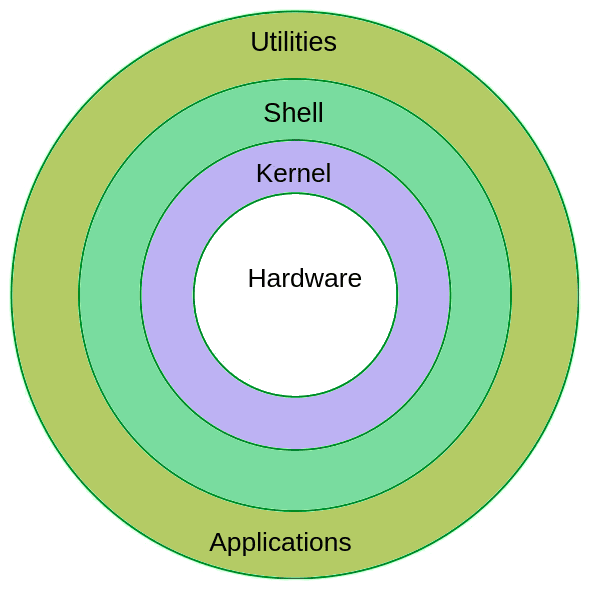 Utilities
Shell
Kernel
Hardware
Applications